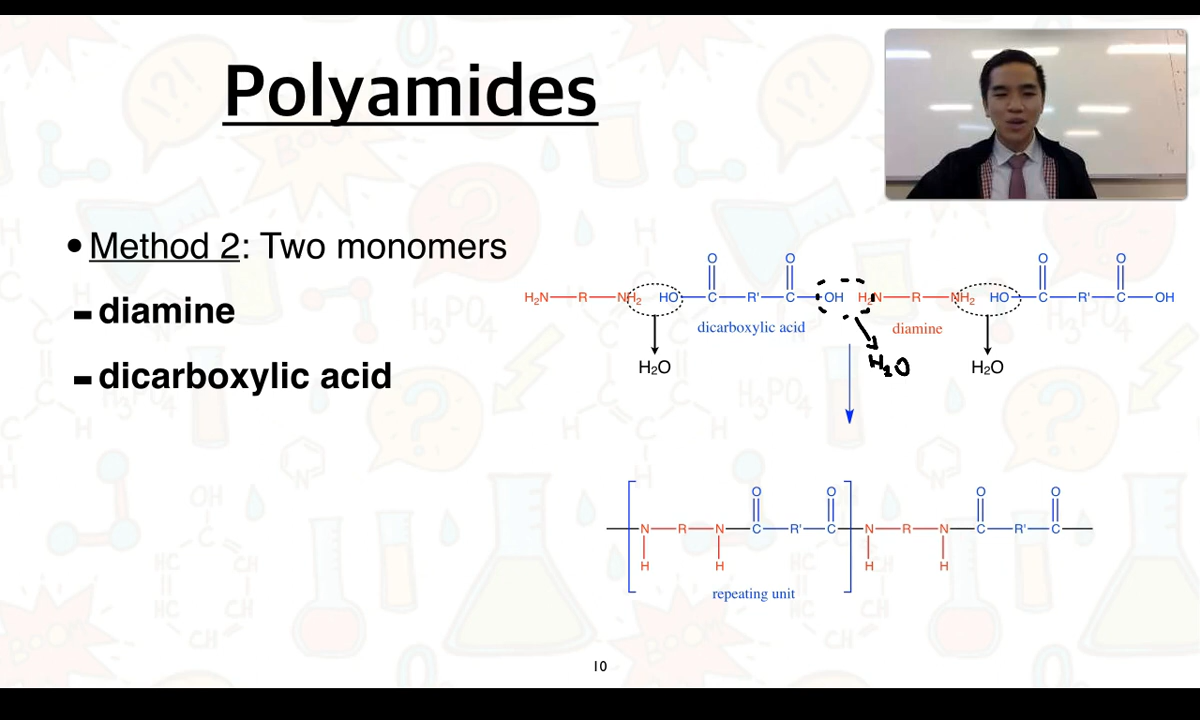 Polyamides
•Method 2: Two monomers
-diamine
-dicarboxylic acid
O O O O
H₂N—R—NH₂ HO—C—R'—C—OH H₂N—R—NH₂ HO—C—R'—C—OH
dicarboxylic acid diamine
H₂O H₂O H₂O
O O O O
N—R—N—C—R'—C—N—R—N—C—R'—C
H H H H
repeating unit
10